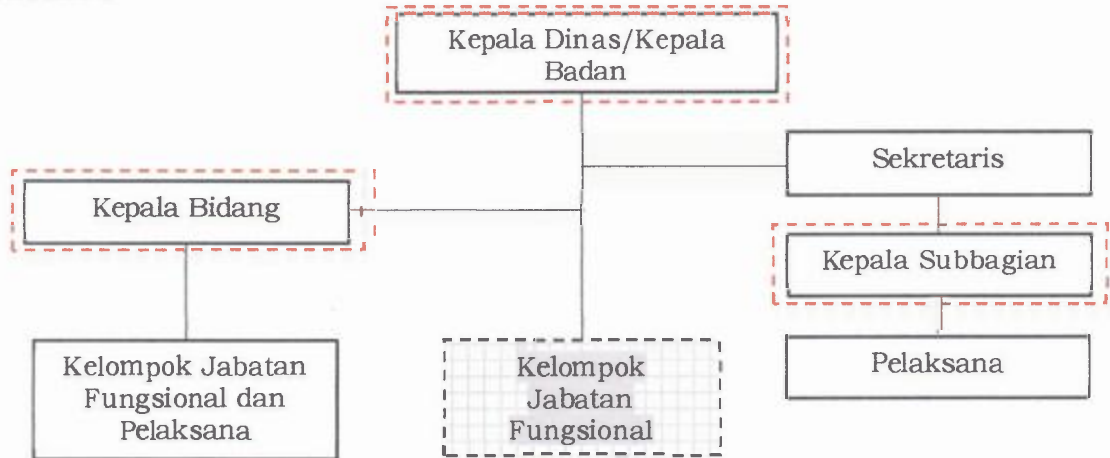 Kepala Dinas/Kepala
Badan
Sekretaris
Kepala Bidang
Kepala Subbagian
Kelompok Jabatan
Fungsional dan
Pelaksana
Kelompok
Jabatan
Fungsional
Pelaksana